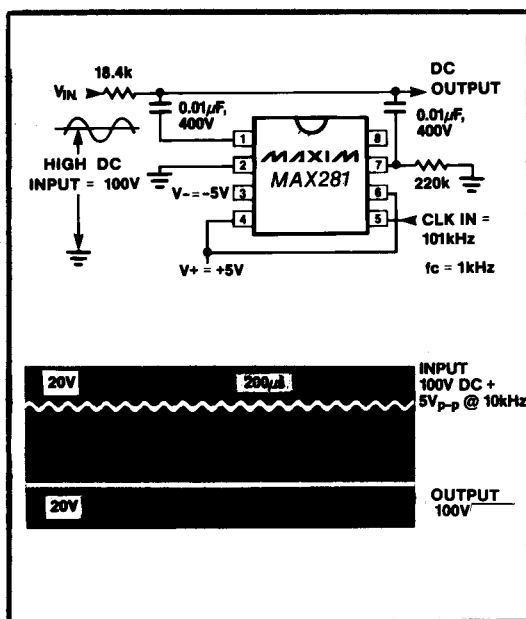 18.4k
VIN
DC
OUTPUT
0.01μF,
400V
0.01μF,
400V
HIGH DC
INPUT = 100V
1
8
MAXIM
MAX281
2
7
220k
V-=-5V
3
6
4
5
CLK IN =
101kHz
V+ = +5V
fc = 1kHz
20V
200μs
INPUT
100V DC +
5Vp-p @ 10kHz
20V
OUTPUT
100V